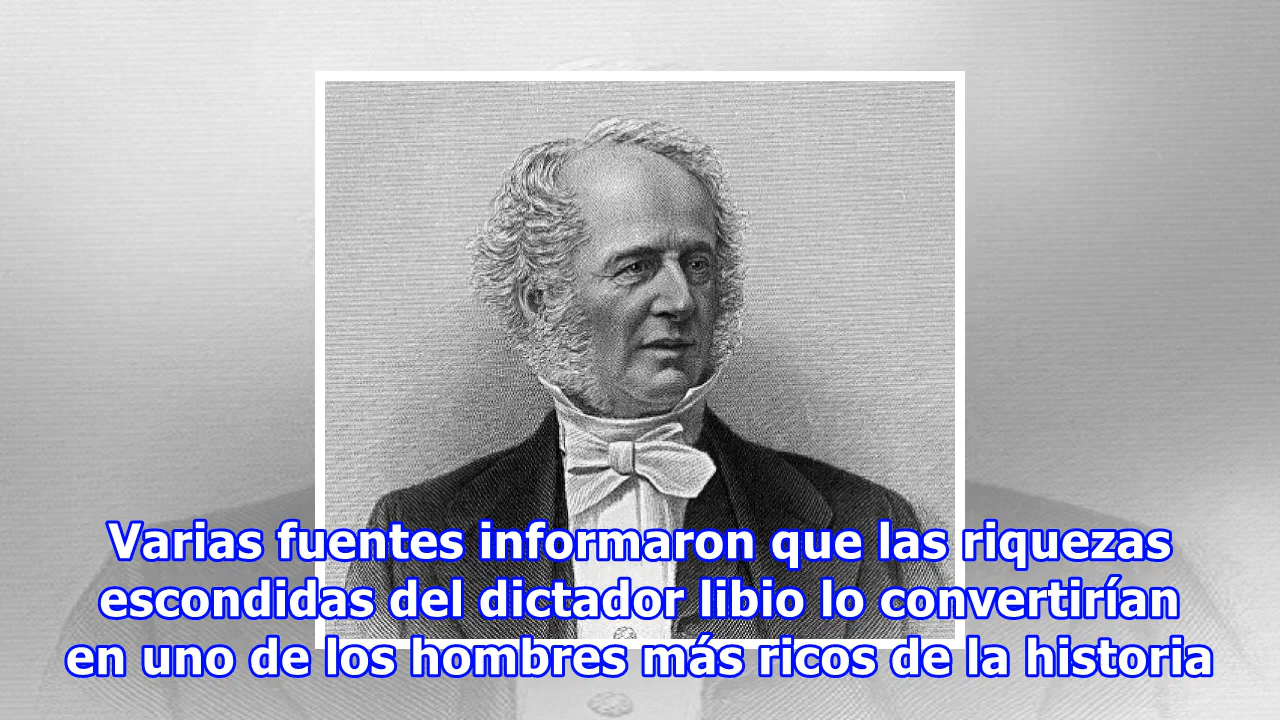 Varias fuentes informaron que las riquezas
escondidas del dictador libio lo convertirían
en uno de los hombres más ricos de la historia